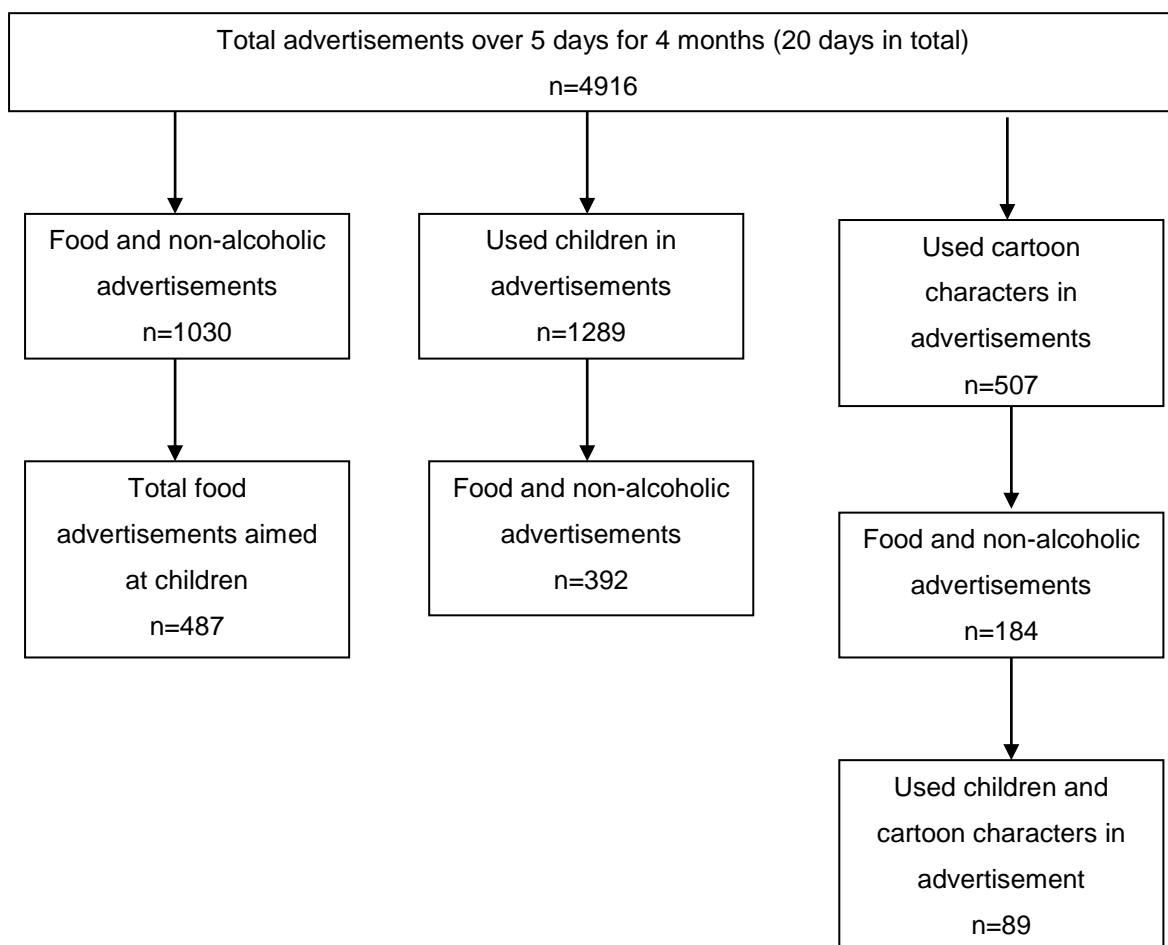 Total advertisements over 5 days for 4 months (20 days in total)
n=4916
Food and non-alcoholic
advertisements
n=1030
Used children in
advertisements
n=1289
Used cartoon
characters in
advertisements
n=507
Total food
advertisements aimed
at children
n=487
Food and non-alcoholic
advertisements
n=392
Food and non-alcoholic
advertisements
n=184
Used children and
cartoon characters in
advertisement
n=89